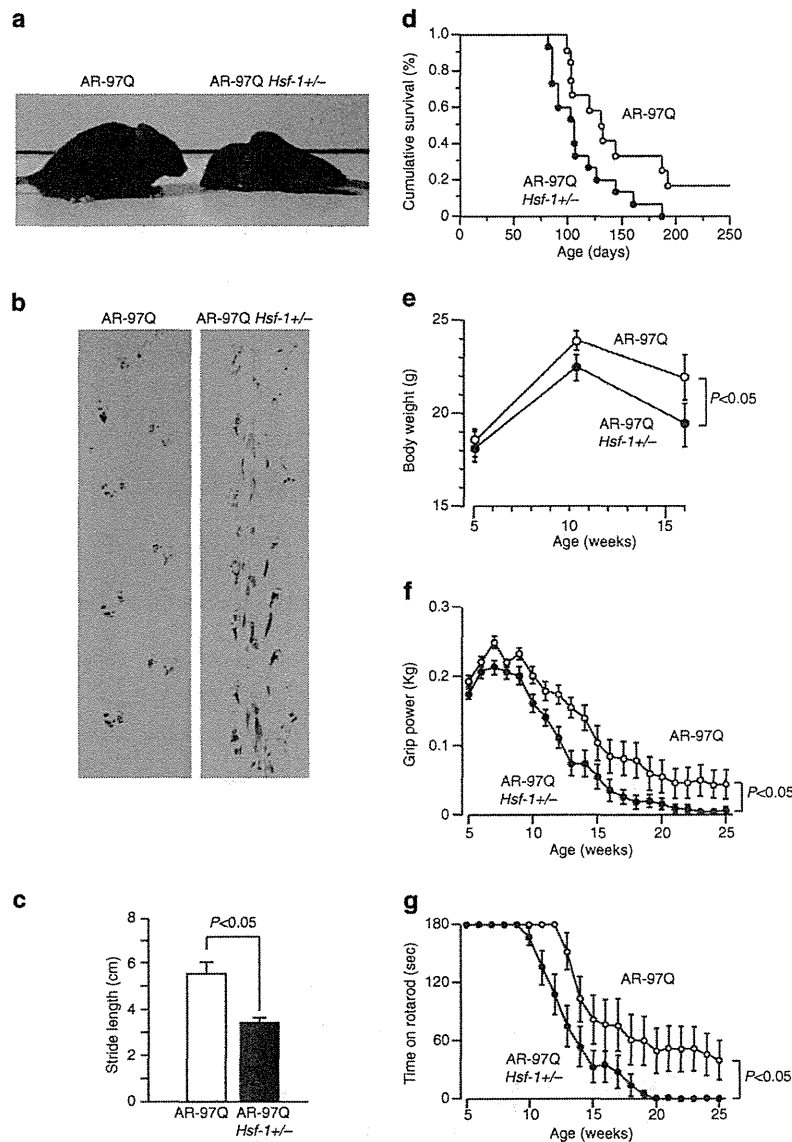 a
AR-97Q
AR-97Q Hsf-1+/–
b
AR-97Q
AR-97Q Hsf-1+/–
c
8
6
4
2
0
Stride length (cm)
P<0.05
AR-97Q
AR-97Q
Hsf-1+/–
d
1.0
0.8
0.6
0.4
0.2
0
Cumulative survival (%)
AR-97Q
AR-97Q
Hsf-1+/–
0 50 100 150 200 250
Age (days)
e
25
20
15
Body weight (g)
AR-97Q
P<0.05
AR-97Q
Hsf-1+/–
5 10 15
Age (weeks)
f
0.3
0.2
0.1
0
Grip power (Kg)
AR-97Q
AR-97Q
Hsf-1+/–
P<0.05
5 10 15 20 25
Age (weeks)
g
180
120
60
0
Time on rotarod (sec)
AR-97Q
AR-97Q
Hsf-1+/–
P<0.05
5 10 15 20 25
Age (weeks)